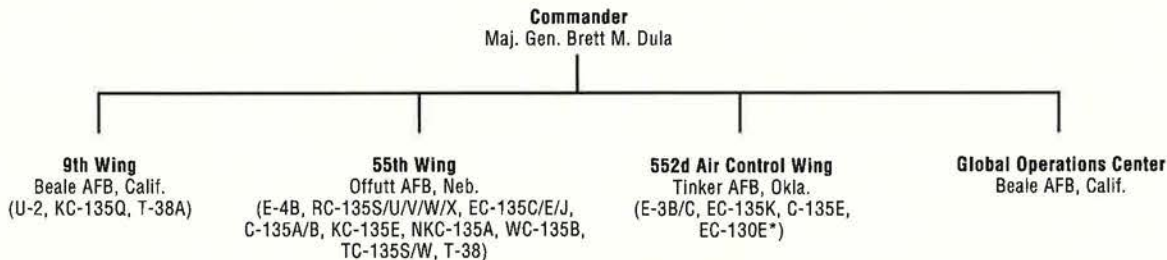 Commander
Maj. Gen. Brett M. Dula
9th Wing
Beale AFB, Calif.
(U-2, KC-135Q, T-38A)
55th Wing
Offutt AFB, Neb.
(E-4B, RC-135S/U/V/W/X, EC-135C/E/J,
C-135A/B, KC-135E, NKC-135A, WC-135B,
TC-135S/W, T-38)
552d Air Control Wing
Tinker AFB, Okla.
(E-3B/C, EC-135K, C-135E,
EC-130E*)
Global Operations Center
Beale AFB, Calif.